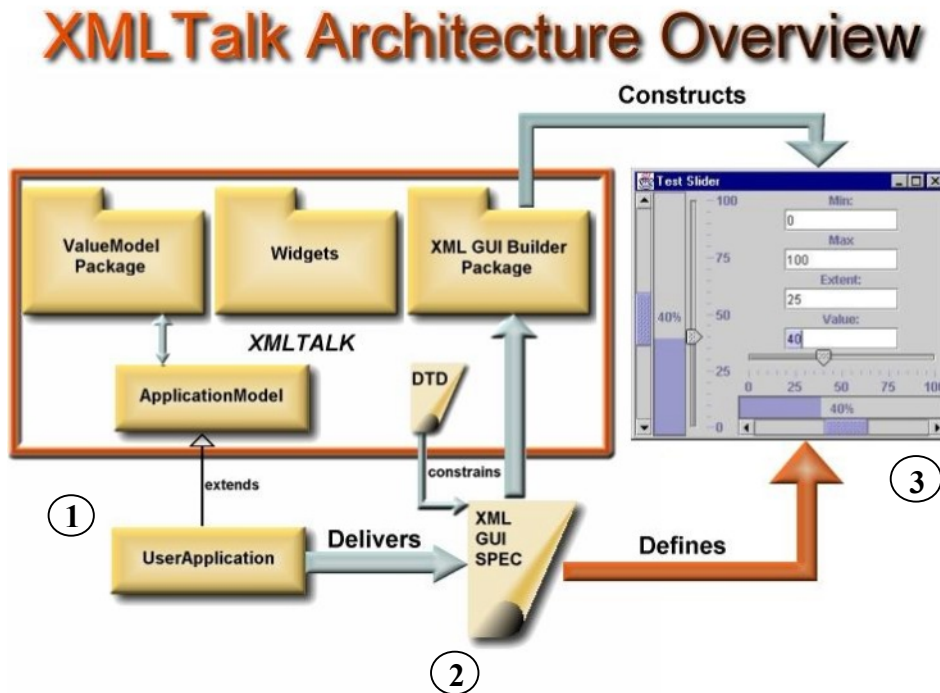 XMLTalk Architecture Overview
Constructs
ValueModel
Package
Widgets
XML GUI Builder
Package
XMLTALK
ApplicationModel
DTD
constrains
extends
1
UserApplication
Delivers
XML
GUI
SPEC
Defines
2
3
Test Slider
100
75
50
25
0
40%
Min:
0
Max
100
Extent:
25
Value:
40
0 25 50 75 100
40%